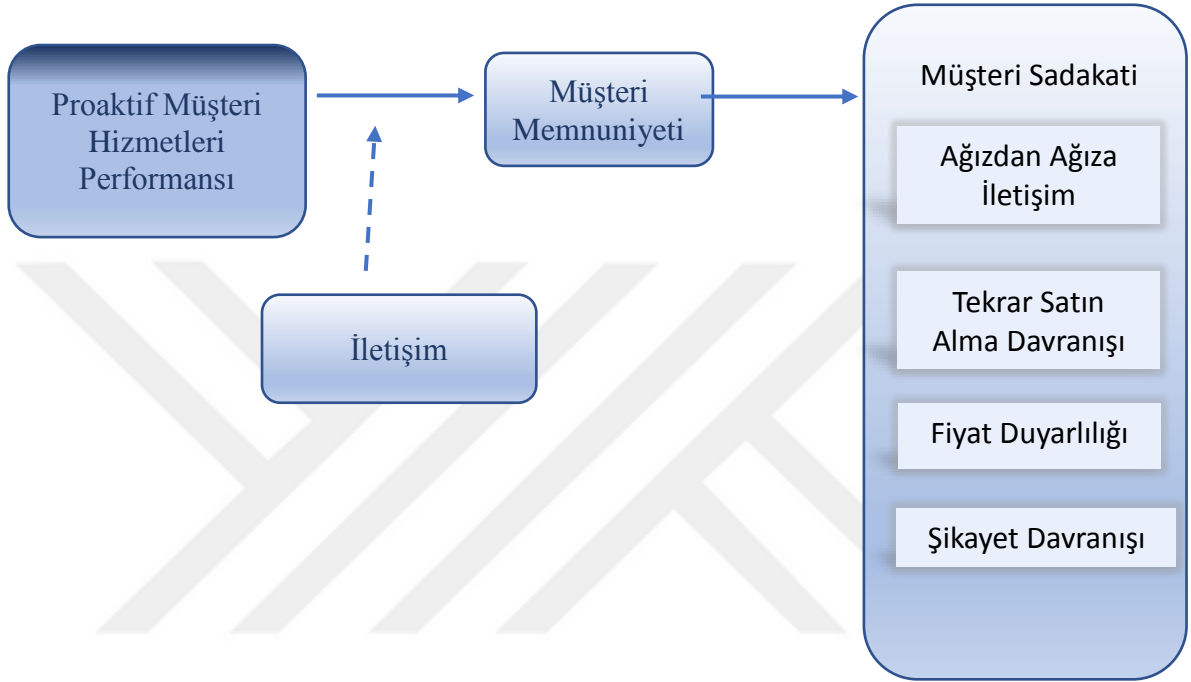 Proaktif Müşteri
Hizmetleri
Performansı
Müşteri
Memnuniyeti
İletişim
Müşteri Sadakati
Ağızdan Ağıza
İletişim
Tekrar Satın
Alma Davranışı
Fiyat Duyarlılığı
Şikayet Davranışı